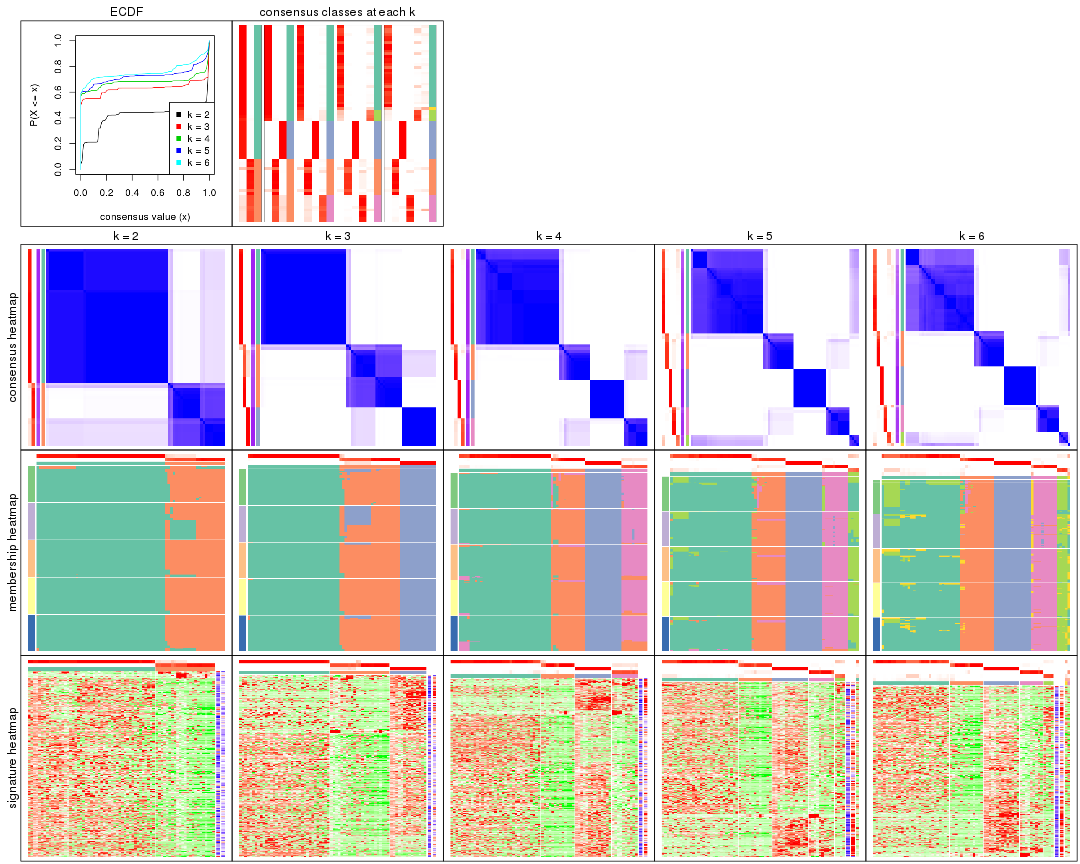 ECDF
consensus classes at each k
P(X <= x)
0.0 0.2 0.4 0.6 0.8 1.0
k = 2
k = 3
k = 4
k = 5
k = 6
0.0 0.2 0.4 0.6 0.8 1.0
consensus value (x)
k = 2
k = 3
k = 4
k = 5
k = 6
consensus heatmap
membership heatmap
signature heatmap